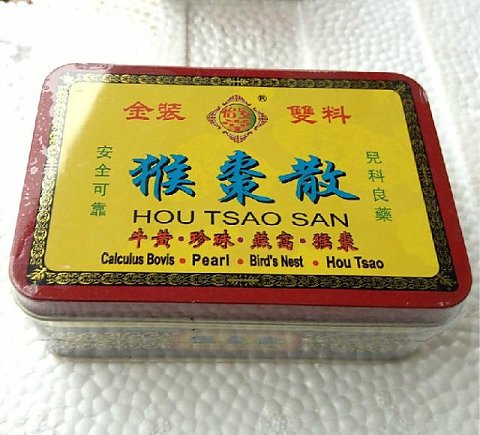 金裝 ® 雙料
安全可靠
猴棗散
兒科良藥
HOU TSAO SAN
牛黃·珍珠·燕窩·猴棗
Calculus Bovis • Pearl • Bird's Nest • Hou Tsao